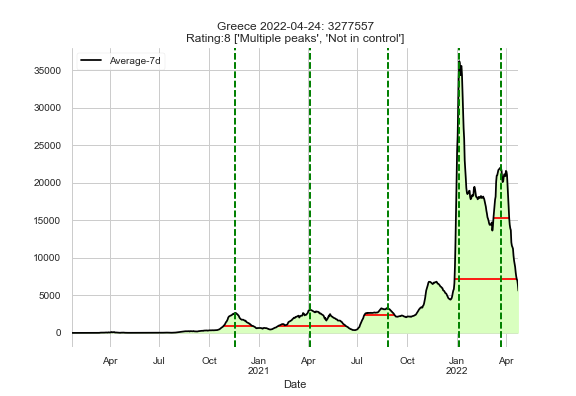 Greece 2022-04-24: 3277557
Rating:8 ['Multiple peaks', 'Not in control']
Average-7d
35000
30000
25000
20000
15000
10000
5000
0
Apr Jul Oct Jan Apr Jul Oct Jan Apr
2021 2022
Date